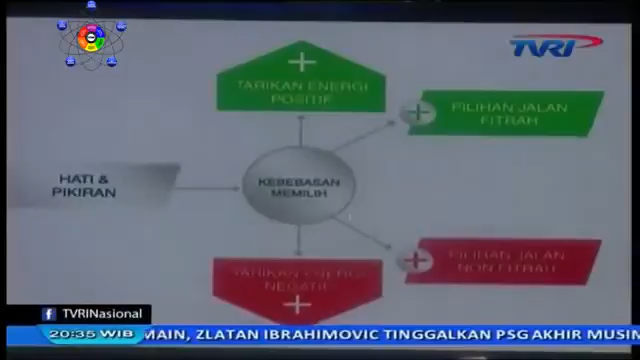 TVRI
TARIKAN ENERGI
POSITIF
PILIHAN JALAN
FITRAH
HATI &
PIKIRAN
KEBEBASAN
MEMILIH
PILIHAN JALAN
NON FITRAH
TARIKAN ENERGI
NEGATIF
TVRINasional
20:35 WIB
MAIN, ZLATAN IBRAHIMOVIC TINGGALKAN PSG AKHIR MUSIM